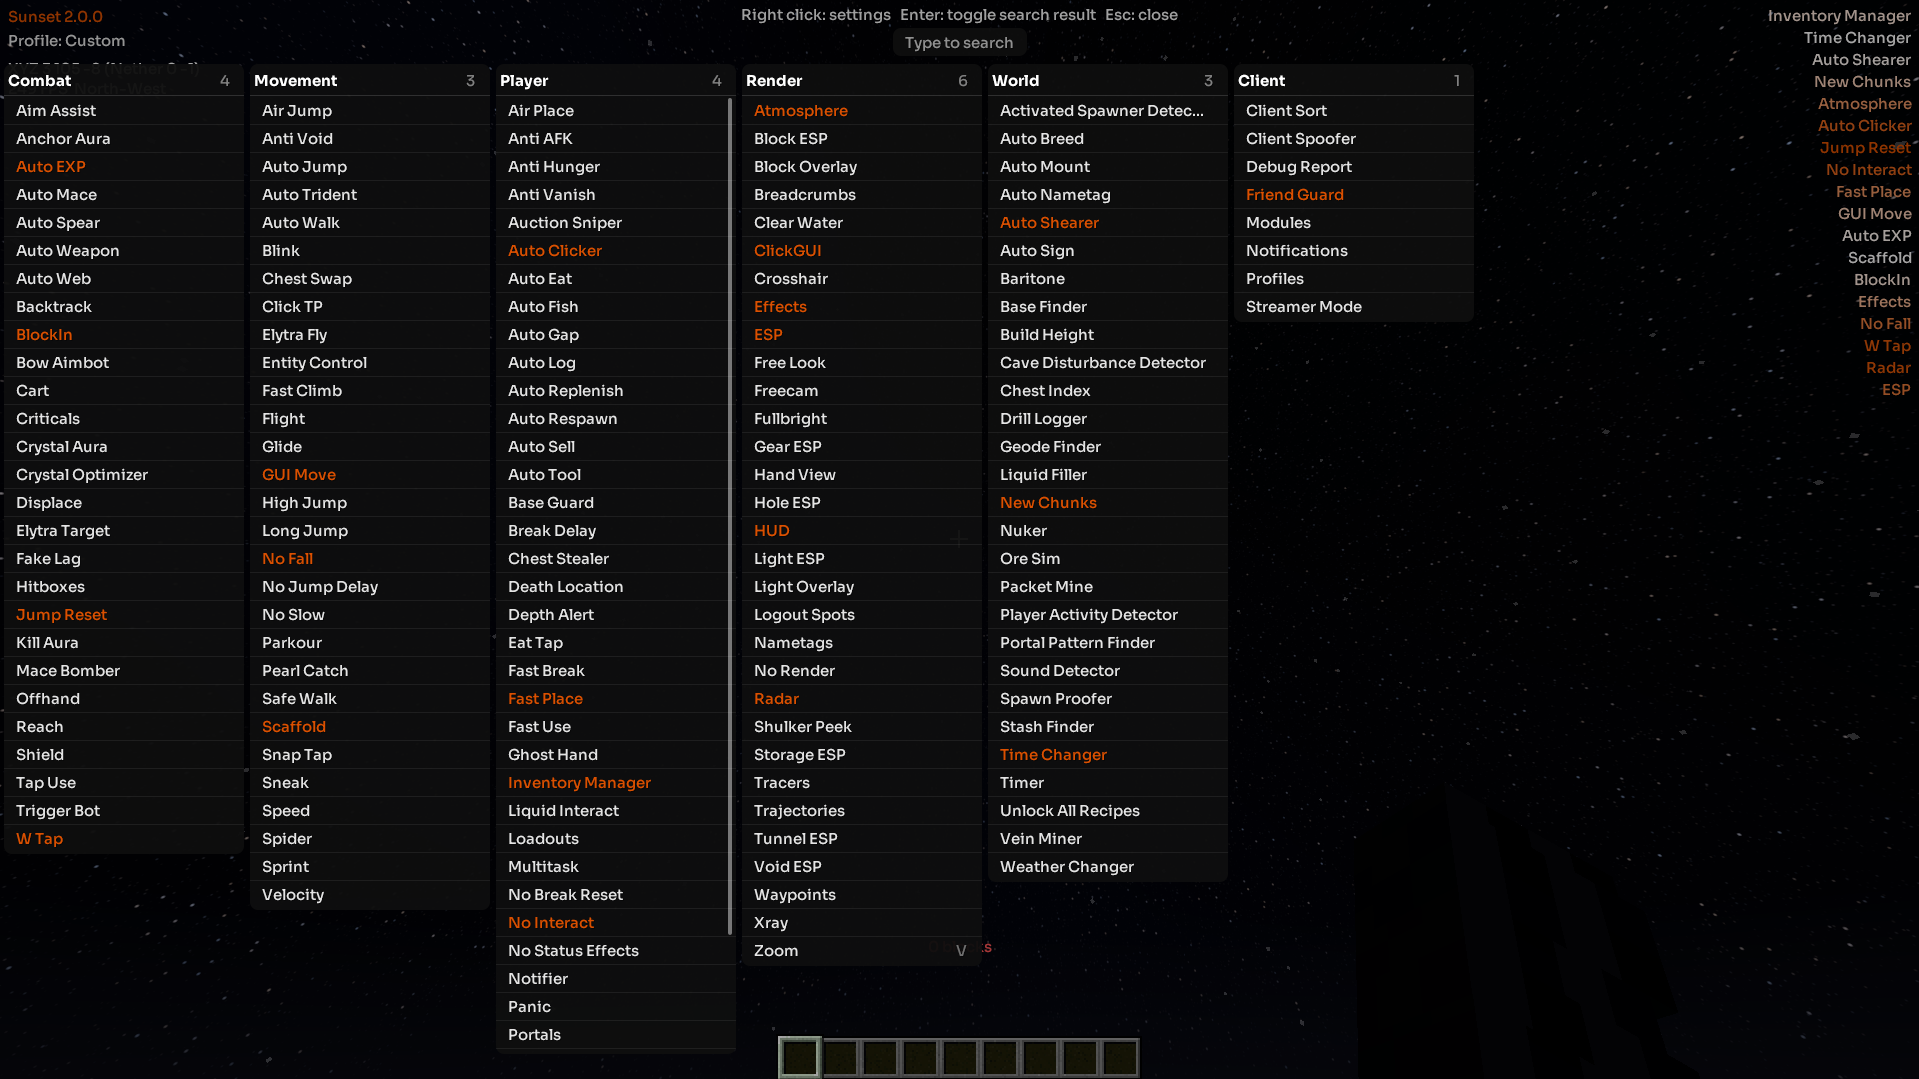 Sunset 2.0.0
Profile: Custom
Right click: settings Enter: toggle search result Esc: close
Type to search
Combat 4
Aim Assist
Anchor Aura
Auto EXP
Auto Mace
Auto Spear
Auto Weapon
Auto Web
Backtrack
BlockIn
Bow Aimbot
Cart
Criticals
Crystal Aura
Crystal Optimizer
Displace
Elytra Target
Fake Lag
Hitboxes
Jump Reset
Kill Aura
Mace Bomber
Offhand
Reach
Shield
Tap Use
Trigger Bot
W Tap
Movement 3
Air Jump
Anti Void
Auto Jump
Auto Trident
Auto Walk
Blink
Chest Swap
Click TP
Elytra Fly
Entity Control
Fast Climb
Flight
Glide
GUI Move
High Jump
Long Jump
No Fall
No Jump Delay
No Slow
Parkour
Pearl Catch
Safe Walk
Scaffold
Snap Tap
Sneak
Speed
Spider
Sprint
Velocity
Player 4
Air Place
Anti AFK
Anti Hunger
Anti Vanish
Auction Sniper
Auto Clicker
Auto Eat
Auto Fish
Auto Gap
Auto Log
Auto Replenish
Auto Respawn
Auto Sell
Auto Tool
Base Guard
Break Delay
Chest Stealer
Death Location
Depth Alert
Eat Tap
Fast Break
Fast Place
Fast Use
Ghost Hand
Inventory Manager
Liquid Interact
Loadouts
Multitask
No Break Reset
No Interact
No Status Effects
Notifier
Panic
Portals
Render 6
Atmosphere
Block ESP
Block Overlay
Breadcrumbs
Clear Water
ClickGUI
Crosshair
Effects
ESP
Free Look
Freecam
Fullbright
Gear ESP
Hand View
Hole ESP
HUD
Light ESP
Light Overlay
Logout Spots
Nametags
No Render
Radar
Shulker Peek
Storage ESP
Tracers
Trajectories
Tunnel ESP
Void ESP
Waypoints
Xray
Zoom V
World 3
Activated Spawner Detec...
Auto Breed
Auto Mount
Auto Nametag
Auto Shearer
Auto Sign
Baritone
Base Finder
Build Height
Cave Disturbance Detector
Chest Index
Drill Logger
Geode Finder
Liquid Filler
New Chunks
Nuker
Ore Sim
Packet Mine
Player Activity Detector
Portal Pattern Finder
Sound Detector
Spawn Proofer
Stash Finder
Time Changer
Timer
Unlock All Recipes
Vein Miner
Weather Changer
Client 1
Client Sort
Client Spoofer
Debug Report
Friend Guard
Modules
Notifications
Profiles
Streamer Mode
Inventory Manager
Time Changer
Auto Shearer
New Chunks
Atmosphere
Auto Clicker
Jump Reset
No Interact
Fast Place
GUI Move
Auto EXP
Scaffold
BlockIn
Effects
No Fall
W Tap
Radar
ESP